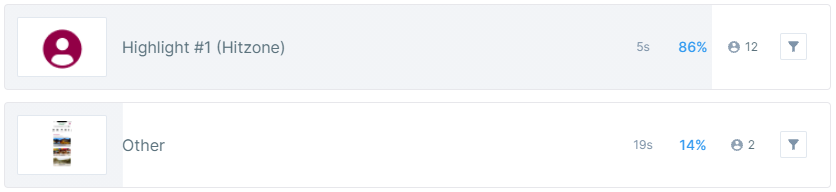 Highlight #1 (Hitzone) 5s 86% 12
Other 19s 14% 2